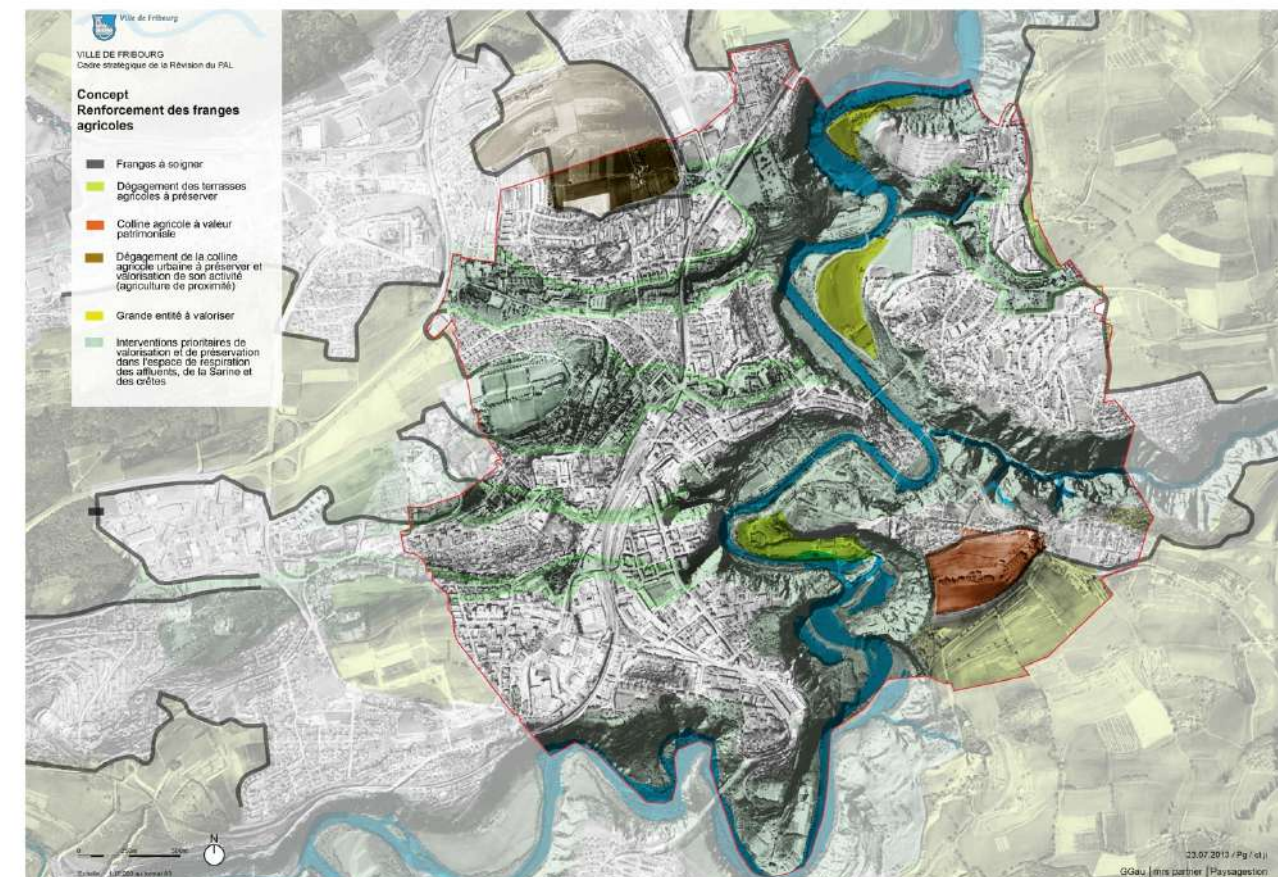 Ville de Fribourg
VILLE DE FRIBOURG
Cadre stratégique de la Révision du PAL
Concept
Renforcement des franges
agricoles
Franges à soigner
Dégagement des terrasses
agricoles à préserver
Colline agricole à valeur
patrimoniale
Dégagement de la colline
agricole urbaine à préserver et
valorisation de son activité
(agriculture de proximité)
Grande entité à valoriser
Interventions prioritaires de
valorisation et de préservation
dans l'espace de respiration
des affluents, de la Sarine et
des crêtes
N
0 250m 500m
23.07.2013 / Pg /
GGau | mrs partner | Paysagestion